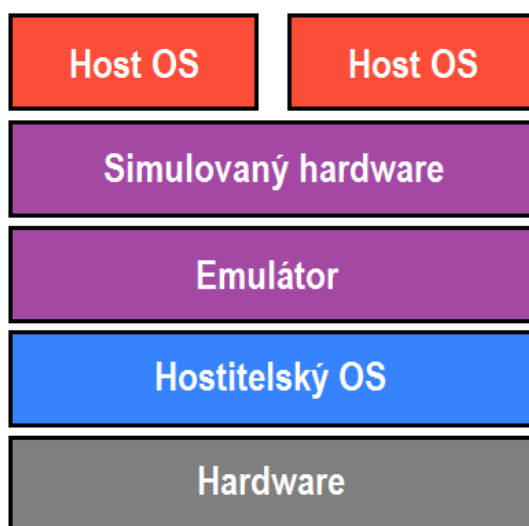 Host OS Host OS
Simulovaný hardware
Emulátor
Hostitelský OS
Hardware